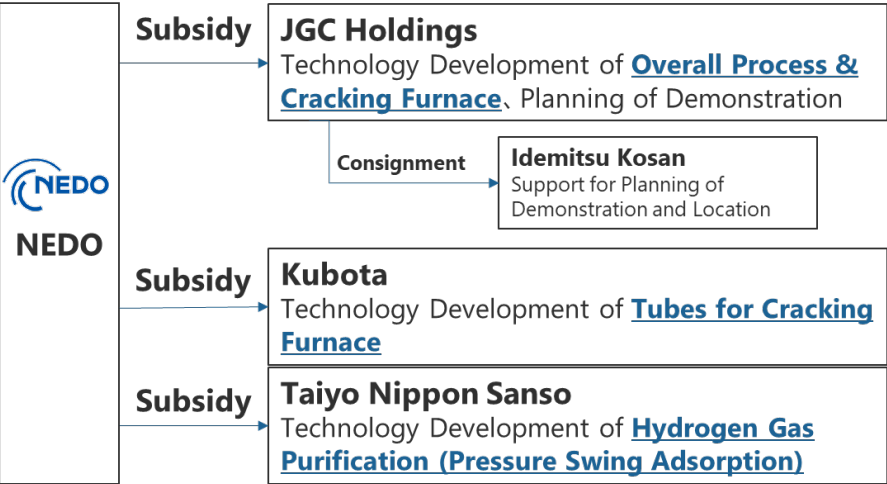 NEDO
NEDO
Subsidy
JGC Holdings
Technology Development of Overall Process &
Cracking Furnace、Planning of Demonstration
Consignment
Idemitsu Kosan
Support for Planning of
Demonstration and Location
Subsidy
Kubota
Technology Development of Tubes for Cracking
Furnace
Subsidy
Taiyo Nippon Sanso
Technology Development of Hydrogen Gas
Purification (Pressure Swing Adsorption)